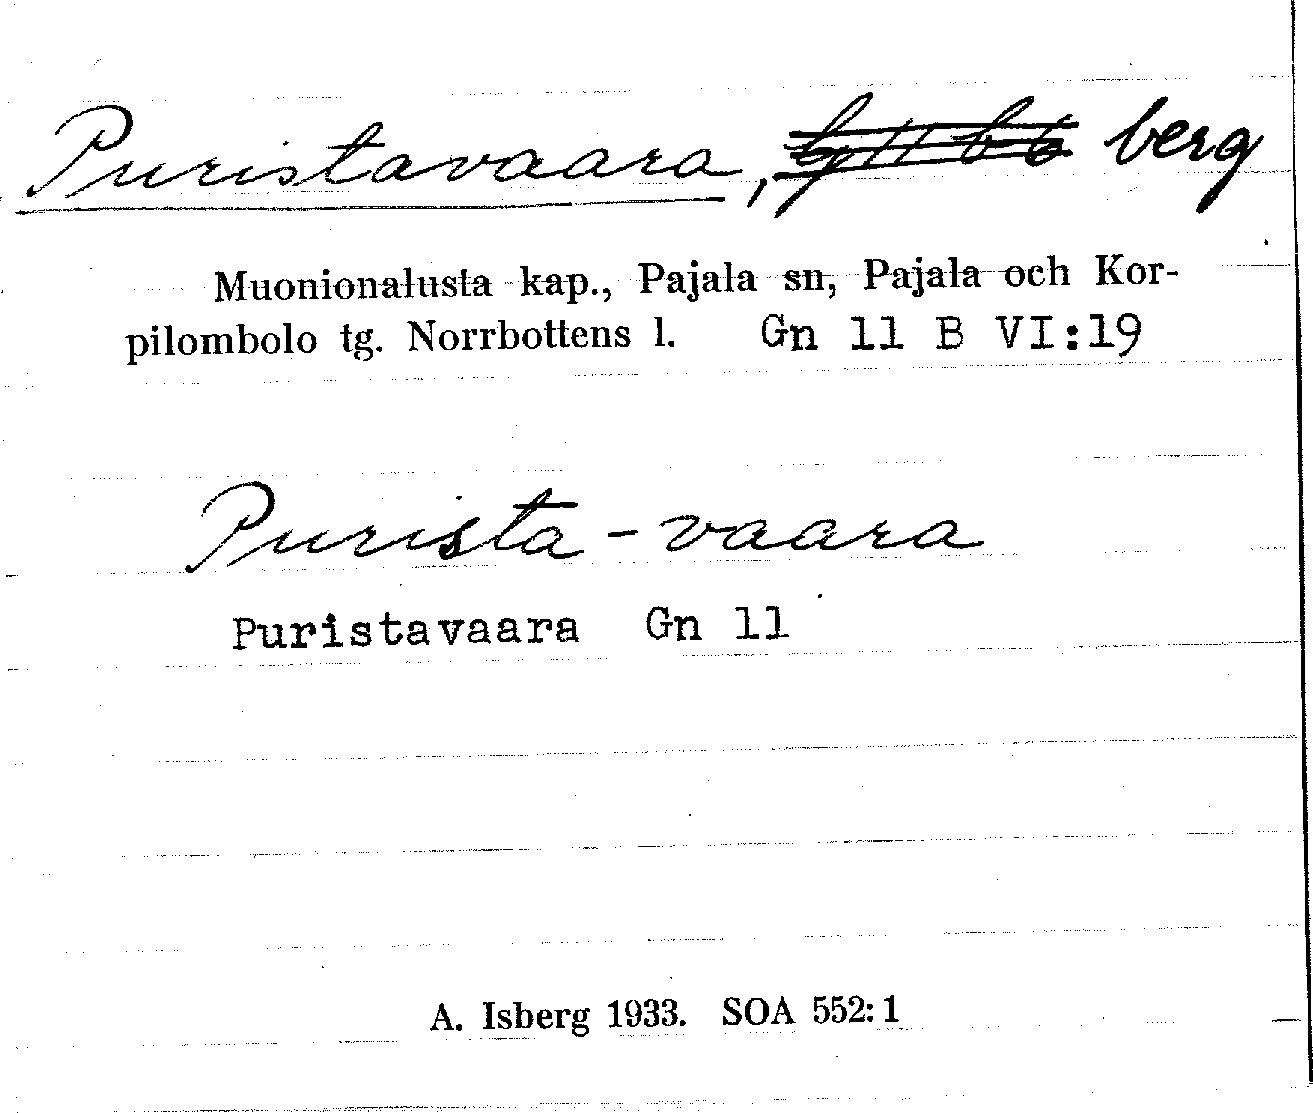 Puristavaara, berg
Muonionalusta kap., Pajala sn, Pajala och Kor-
pilombolo tg. Norrbottens l. Gn 11 B VI:19
Purista-vaara
Puristavaara Gn 11
A. Isberg 1933. SOA 552:1